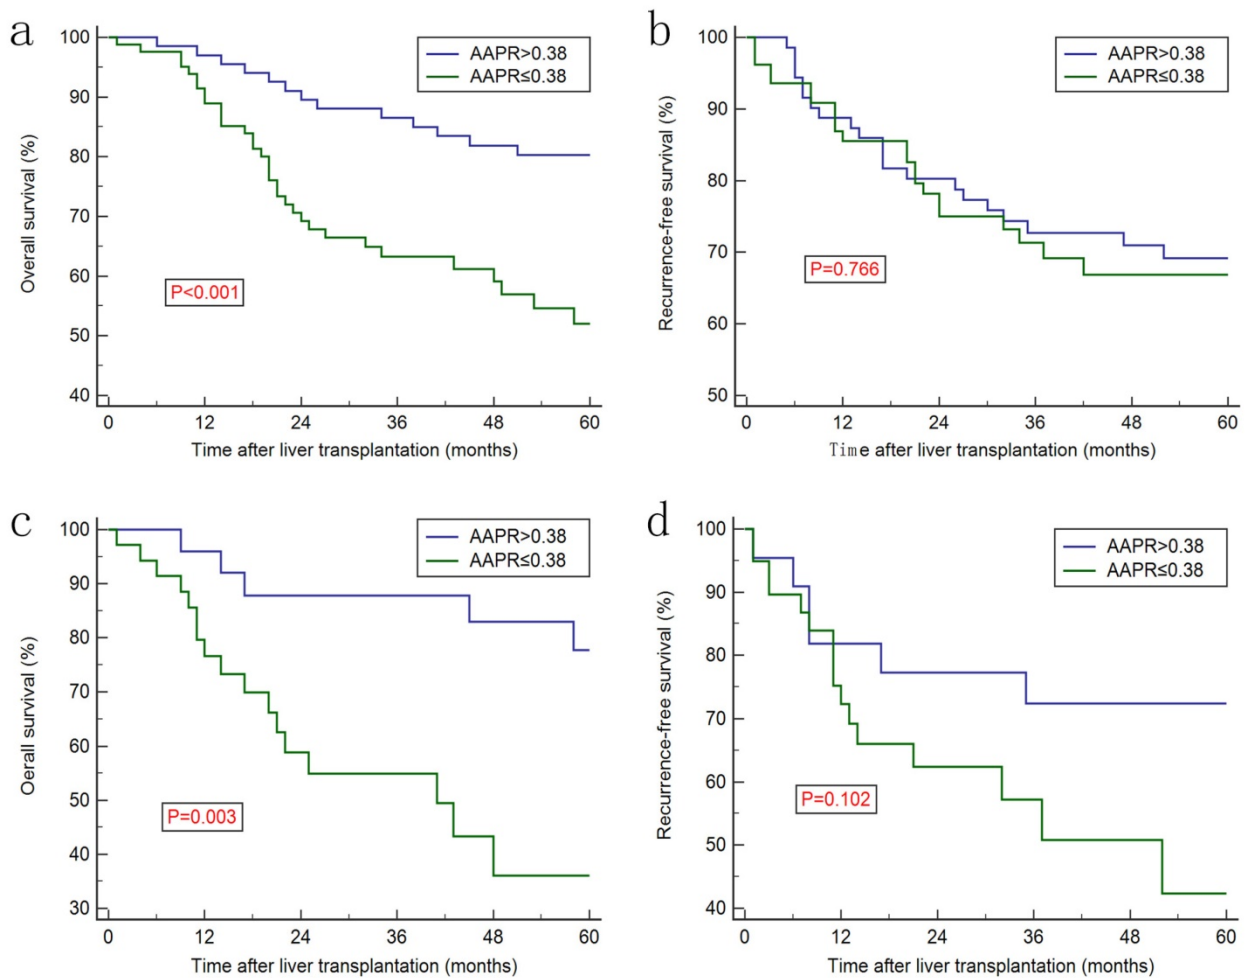 a
AAPR>0.38
AAPR≤0.38
P<0.001
Overall survival (%)
100
90
80
70
60
50
40
0 12 24 36 48 60
Time after liver transplantation (months)
b
AAPR>0.38
AAPR≤0.38
P=0.766
Recurrence-free survival (%)
100
90
80
70
60
50
0 12 24 36 48 60
Time after liver transplantation (months)
c
AAPR>0.38
AAPR≤0.38
P=0.003
Oerall survival (%)
100
90
80
70
60
50
40
30
0 12 24 36 48 60
Time after liver transplantation (months)
d
AAPR>0.38
AAPR≤0.38
P=0.102
Recurrence-free survival (%)
100
90
80
70
60
50
40
0 12 24 36 48 60
Time after liver transplantation (months)